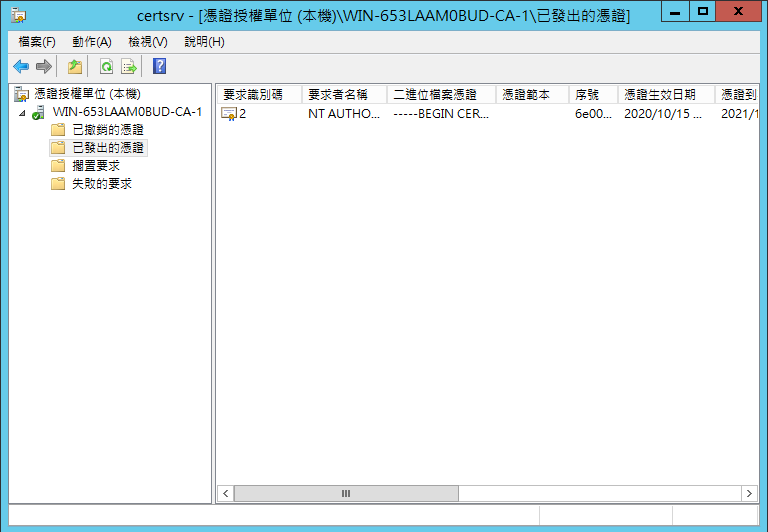 certsrv - [憑證授權單位 (本機)\WIN-653LAAM0BUD-CA-1\已發出的憑證]
檔案(F) 動作(A) 檢視(V) 說明(H)
憑證授權單位 (本機)
WIN-653LAAM0BUD-CA-1
已撤銷的憑證
已發出的憑證
擱置要求
失敗的要求
要求識別碼 要求者名稱 二進位檔案憑證 憑證範本 序號 憑證生效日期 憑證到
2 NT AUTHO... -----BEGIN CER... 6e00... 2020/10/15 ... 2021/1